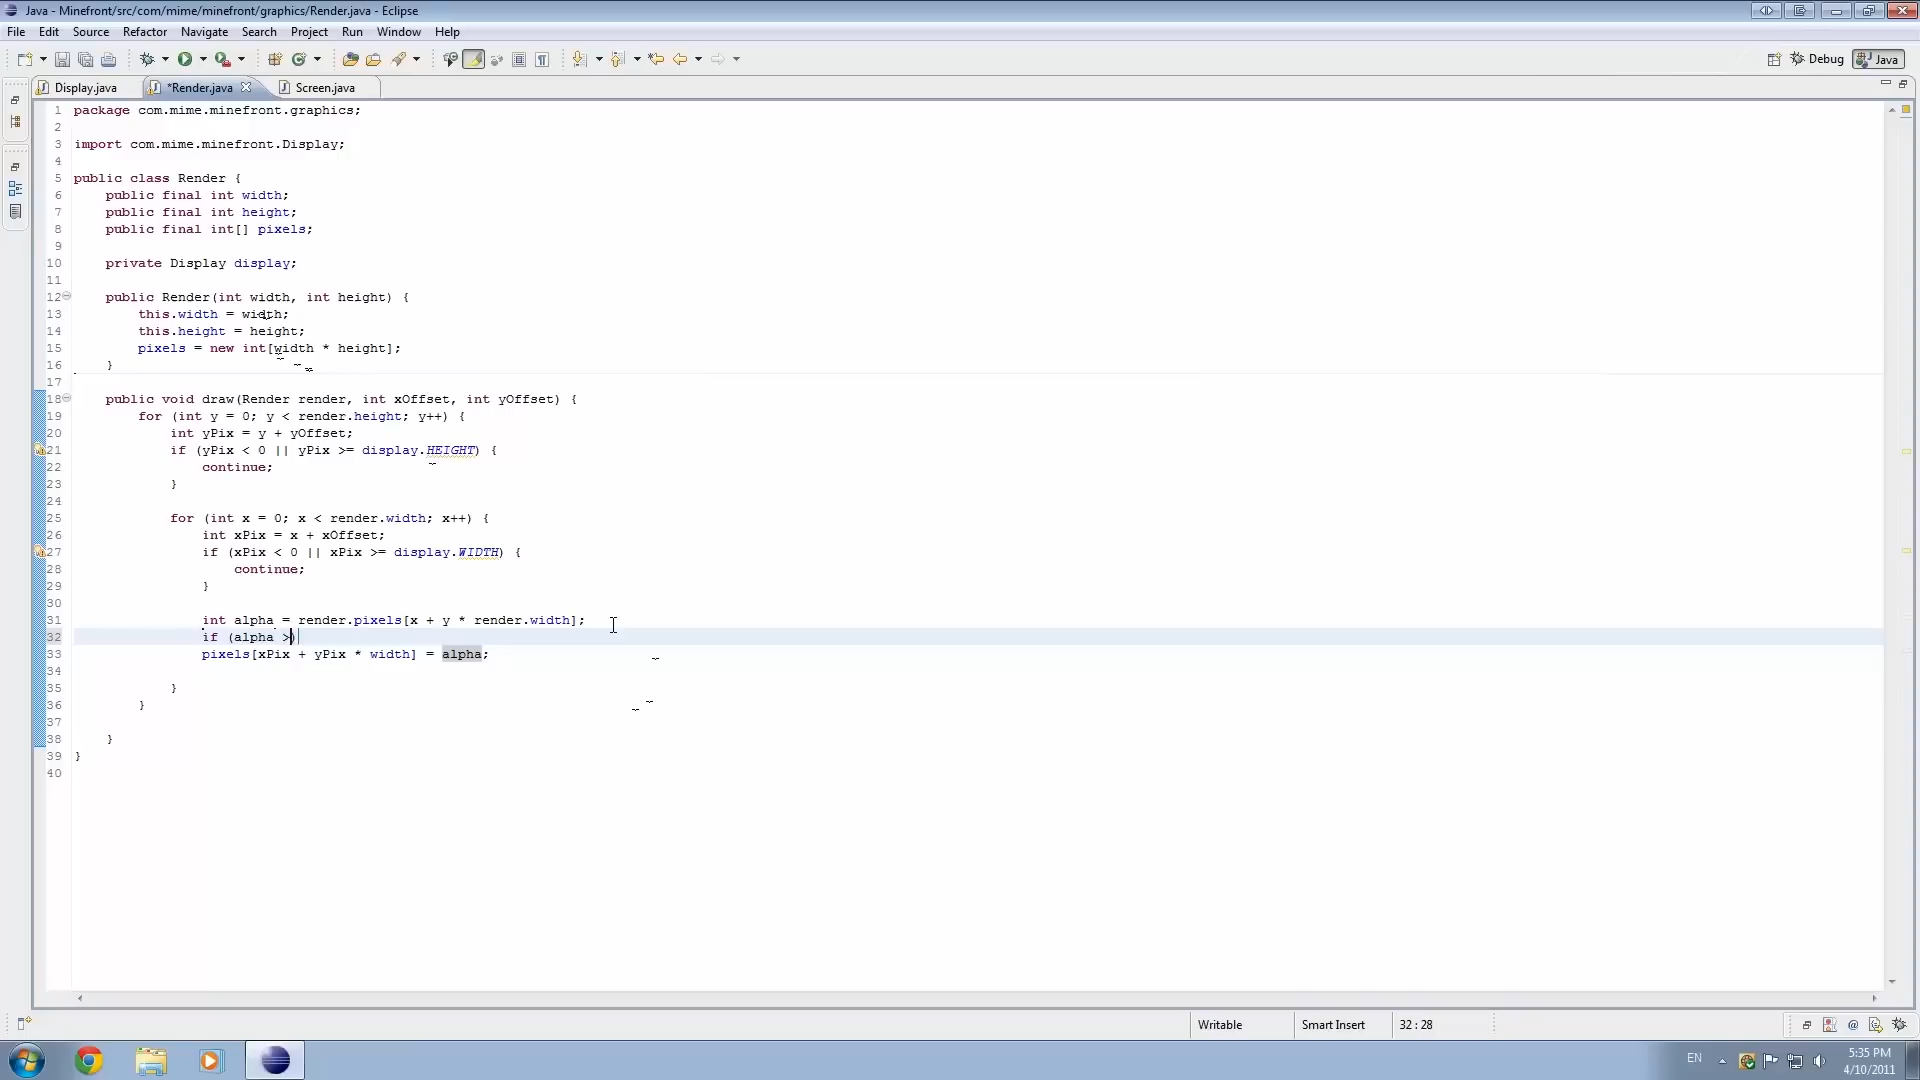 Java - Minefront/src/com/mime/minefront/graphics/Render.java - Eclipse
File Edit Source Refactor Navigate Search Project Run Window Help
Debug Java
Display.java *Render.java Screen.java
1 package com.mime.minefront.graphics;
2
3 import com.mime.minefront.Display;
4
5 public class Render {
6 public final int width;
7 public final int height;
8 public final int[] pixels;
9
10 private Display display;
11
12 public Render(int width, int height) {
13 this.width = width;
14 this.height = height;
15 pixels = new int[width * height];
16 }
17
18 public void draw(Render render, int xOffset, int yOffset) {
19 for (int y = 0; y < render.height; y++) {
20 int yPix = y + yOffset;
21 if (yPix < 0 || yPix >= display.HEIGHT) {
22 continue;
23 }
24
25 for (int x = 0; x < render.width; x++) {
26 int xPix = x + xOffset;
27 if (xPix < 0 || xPix >= display.WIDTH) {
28 continue;
29 }
30
31 int alpha = render.pixels[x + y * render.width];
32 if (alpha >)
33 pixels[xPix + yPix * width] = alpha;
34
35 }
36 }
37
38 }
39 }
40
Writable Smart Insert 32 : 28
EN
5:35 PM
4/10/2011